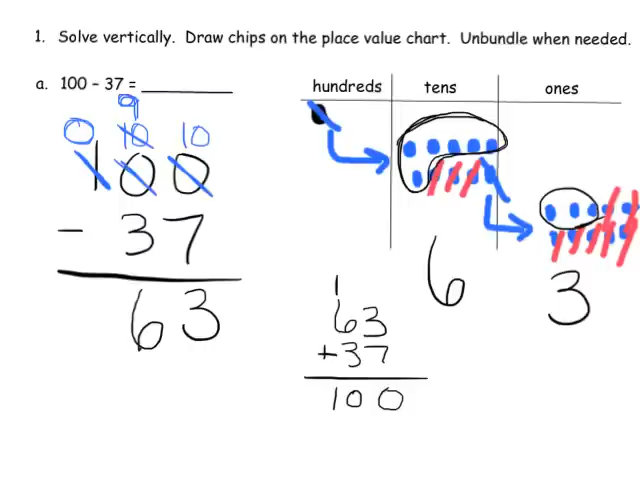 1. Solve vertically. Draw chips on the place value chart. Unbundle when needed.
a. 100 - 37 = ___________
hundreds tens ones
9
0 10 10
100
- 37
63
6 3
1
63
+37
100